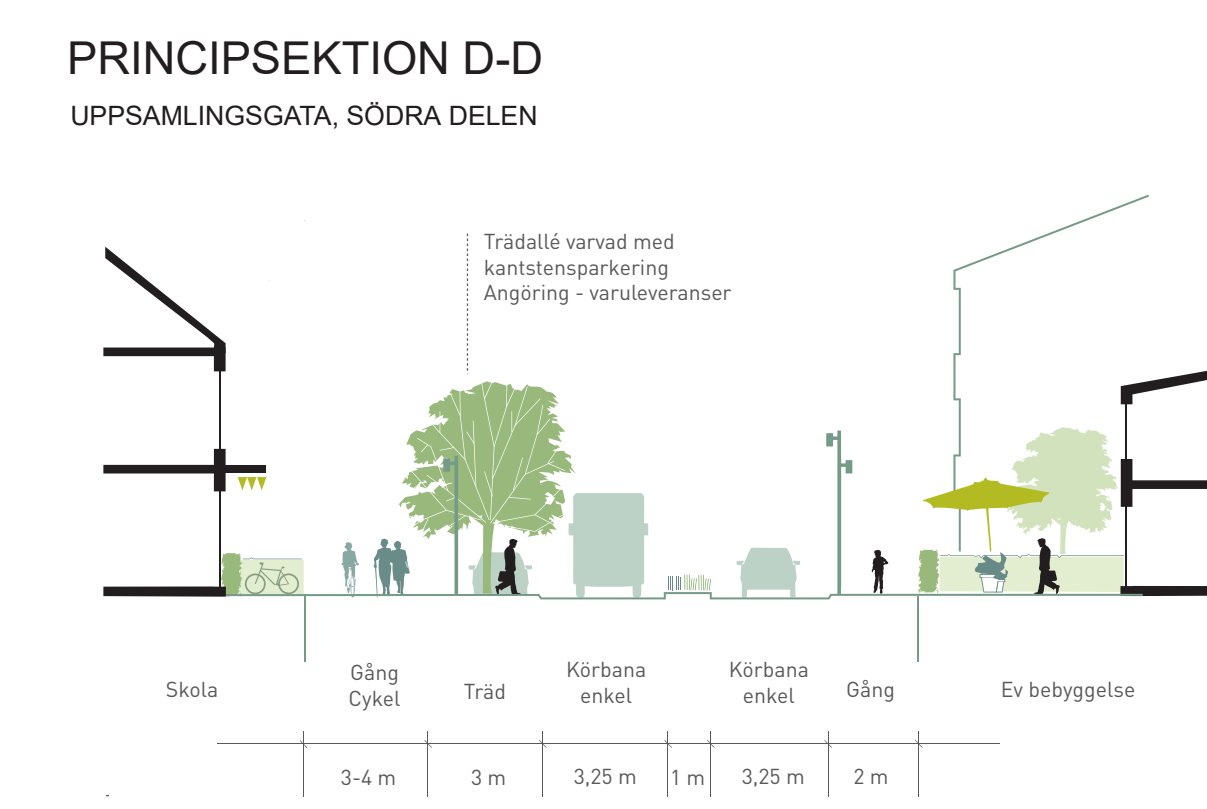 PRINCIPSEKTION D-D
UPPSAMLINGSGATA, SÖDRA DELEN
Trädallé varvad med
kantstensparkering
Angöring - varuleveranser
Skola
Gång
Cykel
Träd
Körbana
enkel
Körbana
enkel
Gång
Ev bebyggelse
3-4 m
3 m
3,25 m
1 m
3,25 m
2 m